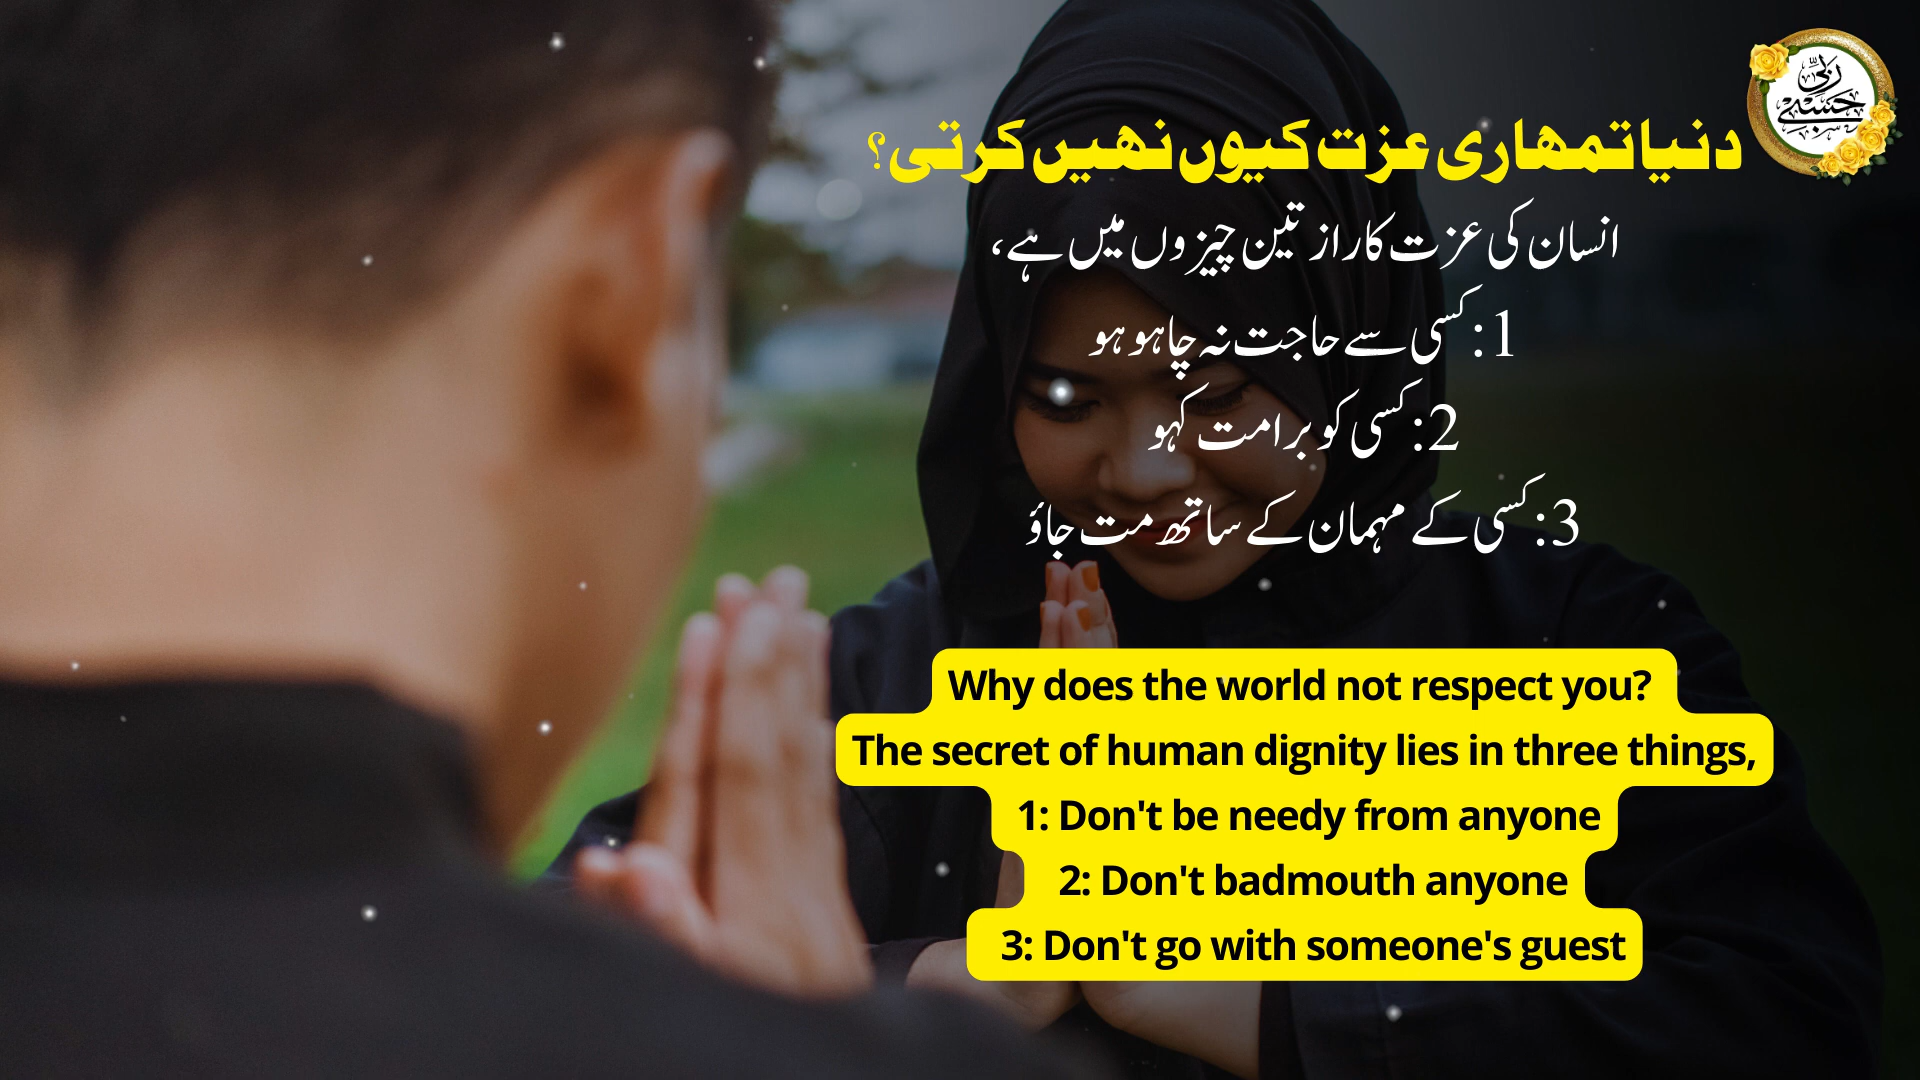 حسبي ربي
دنیا تمھاری عزت کیوں نھیں کرتی؟
انسان کی عزت کا راز تین چیزوں میں ہے،
1: کسی سے حاجت نہ چاہو ہو
2: کسی کو برا مت کہو
3: کسی کے مہمان کے ساتھ مت جاؤ
Why does the world not respect you?
The secret of human dignity lies in three things,
1: Don't be needy from anyone
2: Don't badmouth anyone
3: Don't go with someone's guest